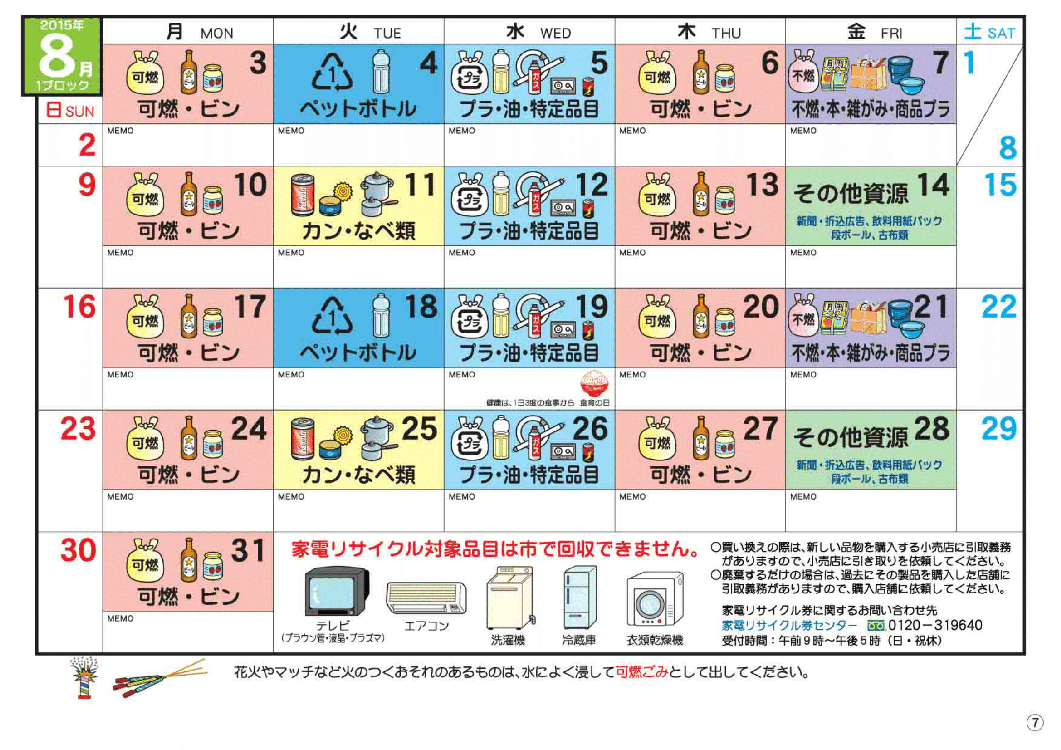 2015年
8月
1ブロック
日 SUN
月 MON
火 TUE
水 WED
木 THU
金 FRI
土 SAT
1
2
可燃
3
可燃・ビン
MEMO
1
4
ペットボトル
MEMO
プラ
ガス
5
プラ・油・特定品目
MEMO
可燃
6
可燃・ビン
MEMO
不燃
月刊
7
不燃・本・雑がみ・商品プラ
MEMO
8
9
可燃
10
可燃・ビン
MEMO
11
カン・なべ類
MEMO
プラ
ガス
12
プラ・油・特定品目
MEMO
可燃
13
可燃・ビン
MEMO
その他資源 14
新聞・折込広告、飲料用紙パック
段ボール、古布類
MEMO
15
16
可燃
17
可燃・ビン
MEMO
1
18
ペットボトル
MEMO
プラ
ガス
19
プラ・油・特定品目
MEMO
健康は、1日3度の食事から 食育の日
可燃
20
可燃・ビン
MEMO
不燃
月刊
21
不燃・本・雑がみ・商品プラ
MEMO
22
23
可燃
24
可燃・ビン
MEMO
25
カン・なべ類
MEMO
プラ
ガス
26
プラ・油・特定品目
MEMO
可燃
27
可燃・ビン
MEMO
その他資源 28
新聞・折込広告、飲料用紙パック
段ボール、古布類
MEMO
29
30
可燃
31
可燃・ビン
MEMO
家電リサイクル対象品目は市で回収できません。
テレビ
(ブラウン管・液晶・プラズマ)
エアコン
洗濯機
冷蔵庫
衣類乾燥機
○買い換えの際は、新しい品物を購入する小売店に引取義務
がありますので、小売店に引き取りを依頼してください。
○廃棄するだけの場合は、過去にその製品を購入した店舗に
引取義務がありますので、購入店舗に依頼してください。
家電リサイクル券に関するお問い合わせ先
家電リサイクル券センター 0120-319640
受付時間：午前9時～午後5時（日・祝休）
花火やマッチなど火のつくおそれのあるものは、水によく浸して可燃ごみとして出してください。
⑦